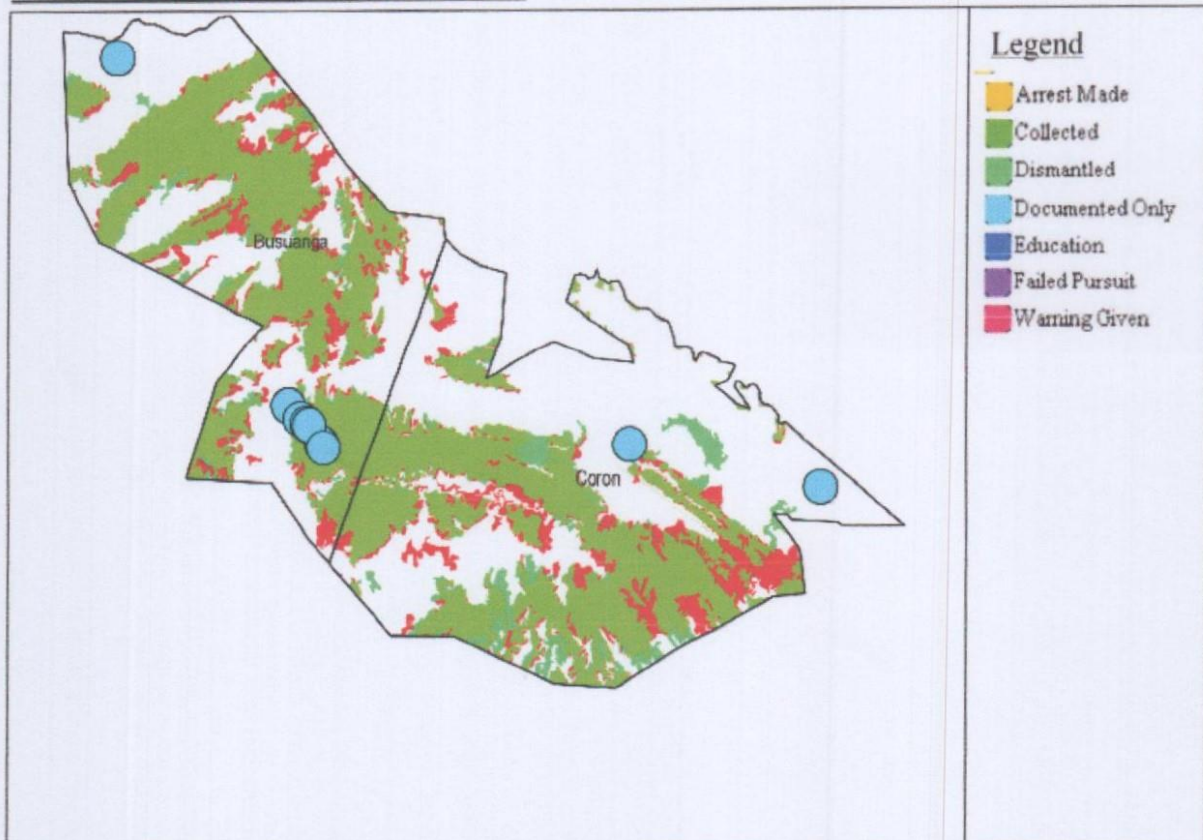 Legend
Arrest Made
Collected
Dismantled
Documented Only
Education
Failed Pursuit
Warning Given
Busuanga
Coron